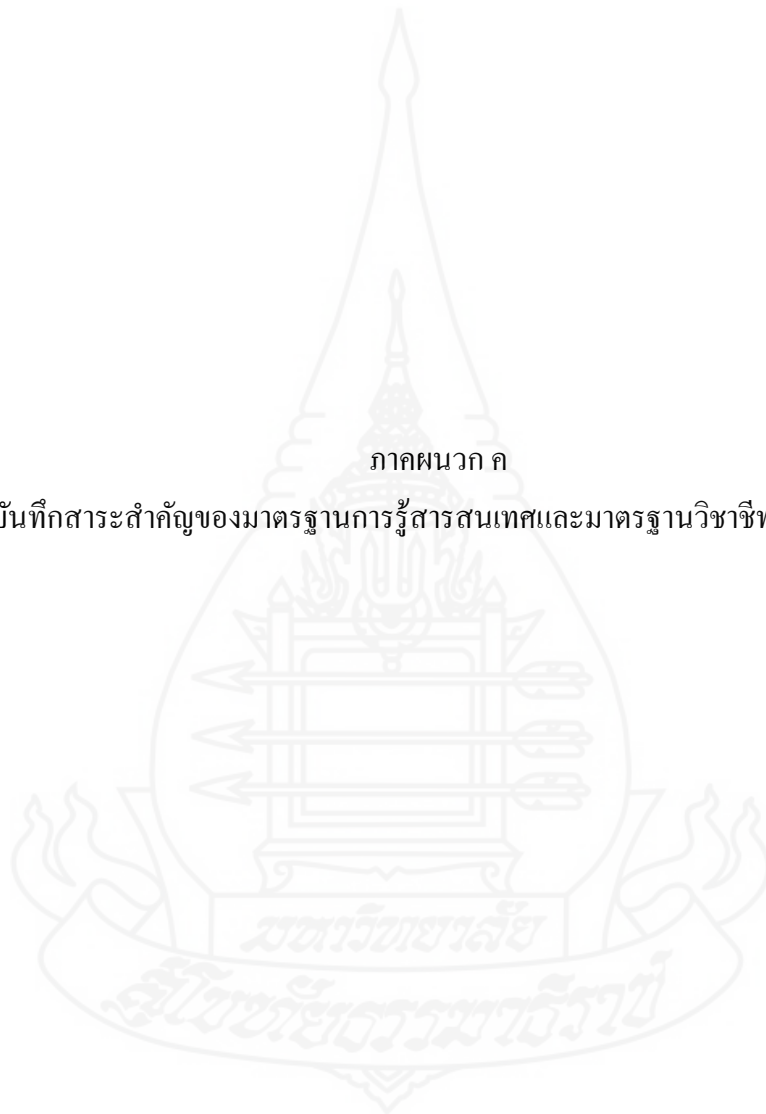 ภาคผนวก ค
บันทึกสาระสำคัญของมาตรฐานการรู้สารสนเทศและมาตรฐานวิชาชีพ
มหาวิทยาลัย
สุโขทัยธรรมาธิราช